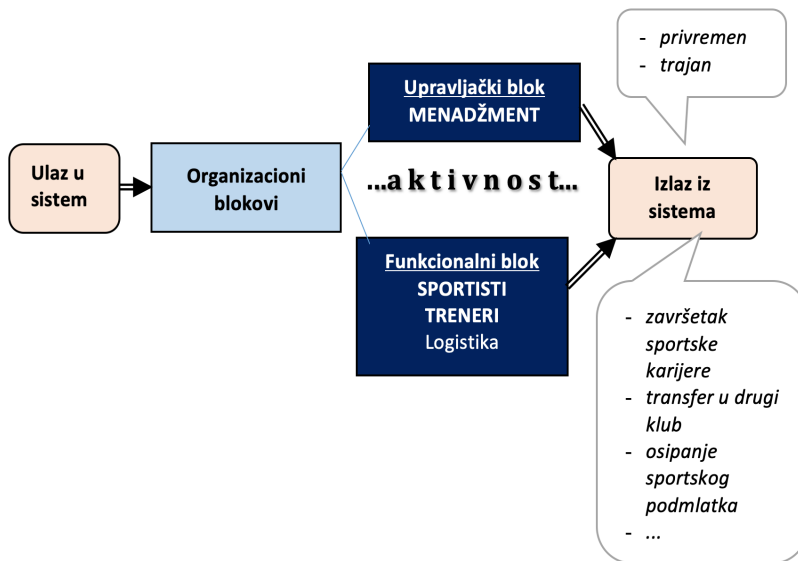 Ulaz u
sistem
Organizacioni
blokovi
Upravljački blok
MENADŽMENT
...aktivnost...
Funkcionalni blok
SPORTISTI
TRENERI
Logistika
- privremen
- trajan
Izlaz iz
sistema
- završetak
sportske
karijere
- transfer u drugi
klub
- osipanje
sportskog
podmlatka
- ...